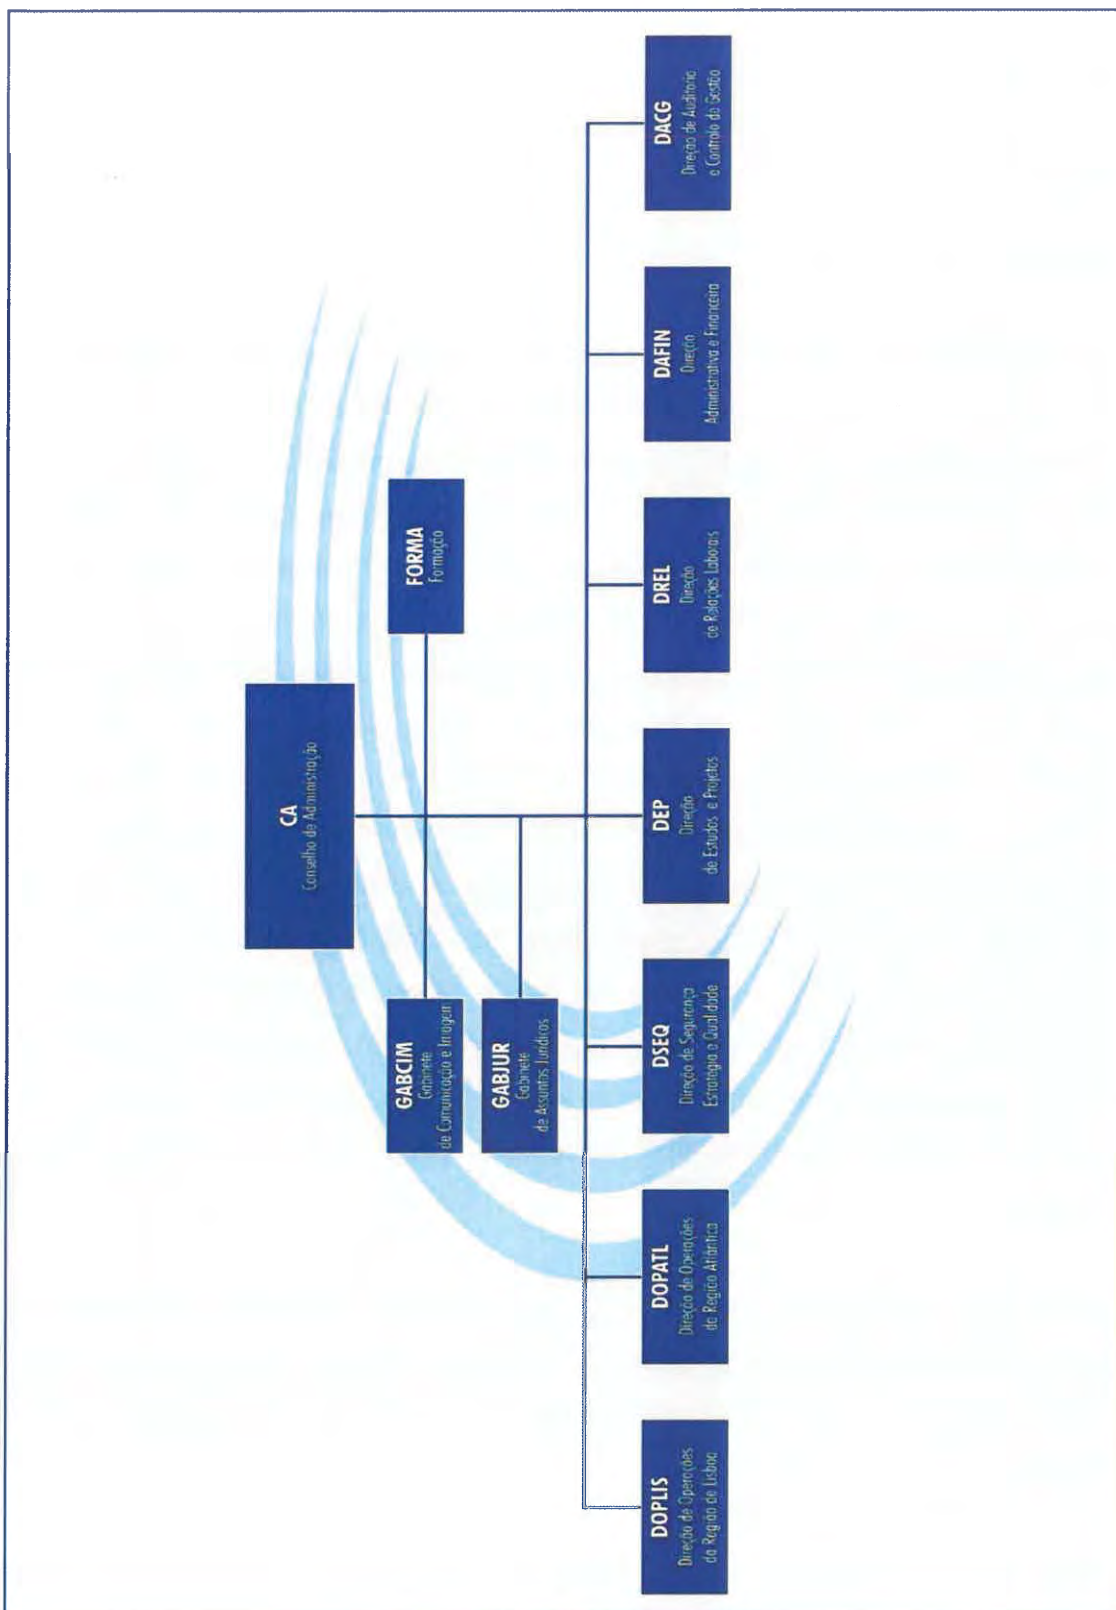 CA
Conselho de Administração
GABCIM
Gabinete
de Comunicação e Imagem
FORMA
Formação
GABJUR
Gabinete
de Assuntos Jurídicos
DOPLIS
Direção de Operações
da Região de Lisboa
DOPATL
Direção de Operações
da Região Atlântica
DSEQ
Direção de Segurança
Estratégia e Qualidade
DEP
Direção
de Estudos e Projetos
DREL
Direção
de Relações Laborais
DAFIN
Direção
Administrativa e Financeira
DACG
Direção de Auditoria
e Controlo de Gestão